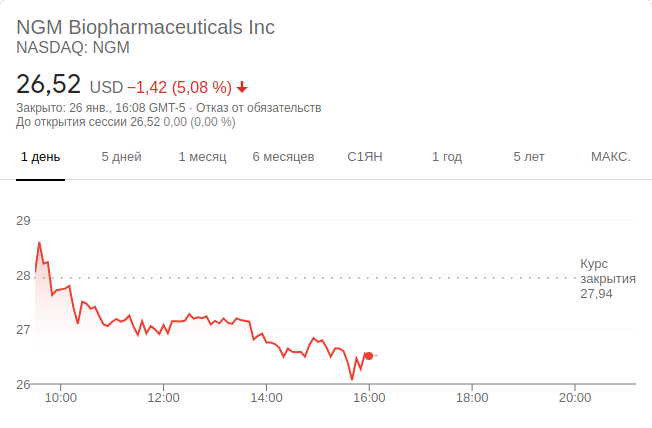 NGM Biopharmaceuticals Inc
NASDAQ: NGM
26,52 USD −1,42 (5,08 %)
Закрыто: 26 янв., 16:08 GMT-5 · Отказ от обязательств
До открытия сессии 26,52 0,00 (0,00 %)
1 день 5 дней 1 месяц 6 месяцев С1ЯН 1 год 5 лет МАКС.
29
28
27
26
Курс
закрытия
27,94
10:00 12:00 14:00 16:00 18:00 20:00